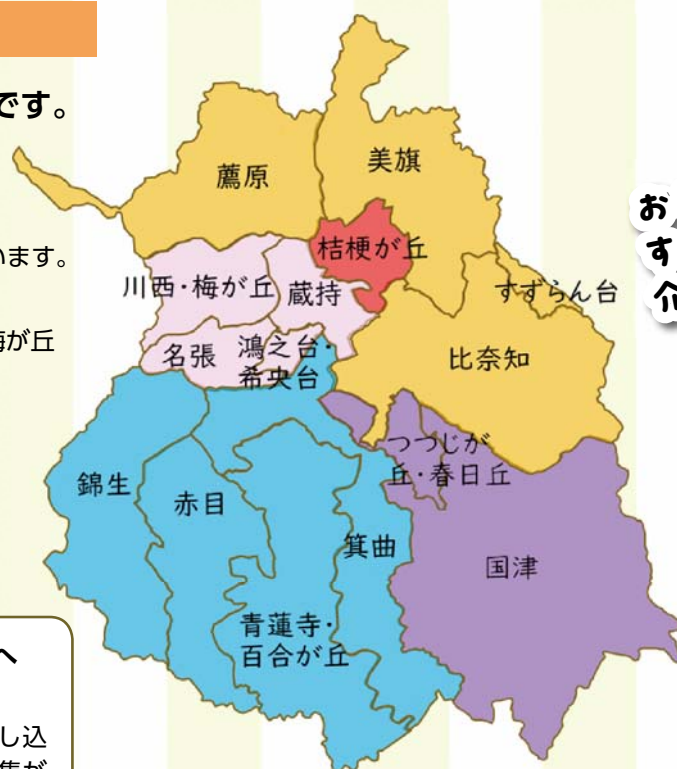 です。
います。
梅が丘
薦原
美旗
桔梗が丘
川西・梅が丘
蔵持
すずらん台
名張
鴻之台・
希央台
比奈知
つつじが
丘・春日丘
錦生
赤目
箕曲
国津
青蓮寺・
百合が丘
お
す
介
へ
し込
集が